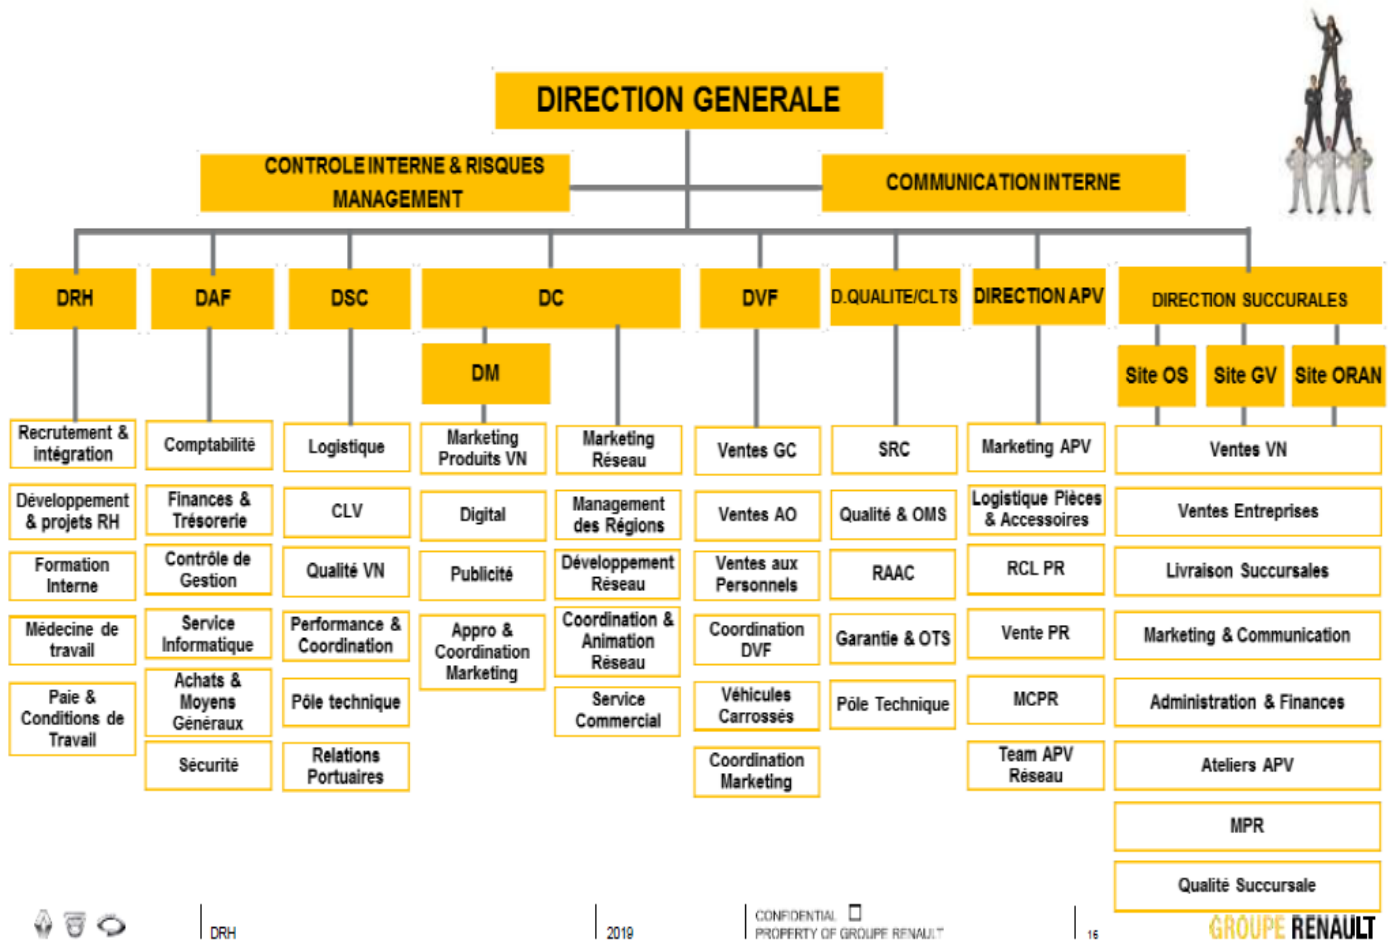 DIRECTION GENERALE
CONTROLE INTERNE & RISQUES
MANAGEMENT
COMMUNICATION INTERNE
DRH
DAF
DSC
DC
DVF
D.QUALITE/CLTS
DIRECTION APV
DIRECTION SUCCURALES
DM
Site OS
Site GV
Site ORAN
Recrutement &
intégration
Développement
& projets RH
Formation
Interne
Médecine de
travail
Paie &
Conditions de
Travail
Comptabilité
Finances &
Trésorerie
Contrôle de
Gestion
Service
Informatique
Achats &
Moyens
Généraux
Sécurité
Logistique
CLV
Qualité VN
Performance &
Coordination
Pôle technique
Relations
Portuaires
Marketing
Produits VN
Digital
Publicité
Appro &
Coordination
Marketing
Marketing
Réseau
Management
des Régions
Développement
Réseau
Coordination &
Animation
Réseau
Service
Commercial
Ventes GC
Ventes AO
Ventes aux
Personnels
Coordination
DVF
Véhicules
Carrossés
Coordination
Marketing
SRC
Qualité & OMS
RAAC
Garantie & OTS
Pôle Technique
Marketing APV
Logistique Pièces
& Accessoires
RCL PR
Vente PR
MCPR
Team APV
Réseau
Ventes VN
Ventes Entreprises
Livraison Succursales
Marketing & Communication
Administration & Finances
Ateliers APV
MPR
Qualité Succursale
DRH
2019
CONFIDENTIAL
PROPERTY OF GROUPE RENAULT
16
GROUPE RENAULT